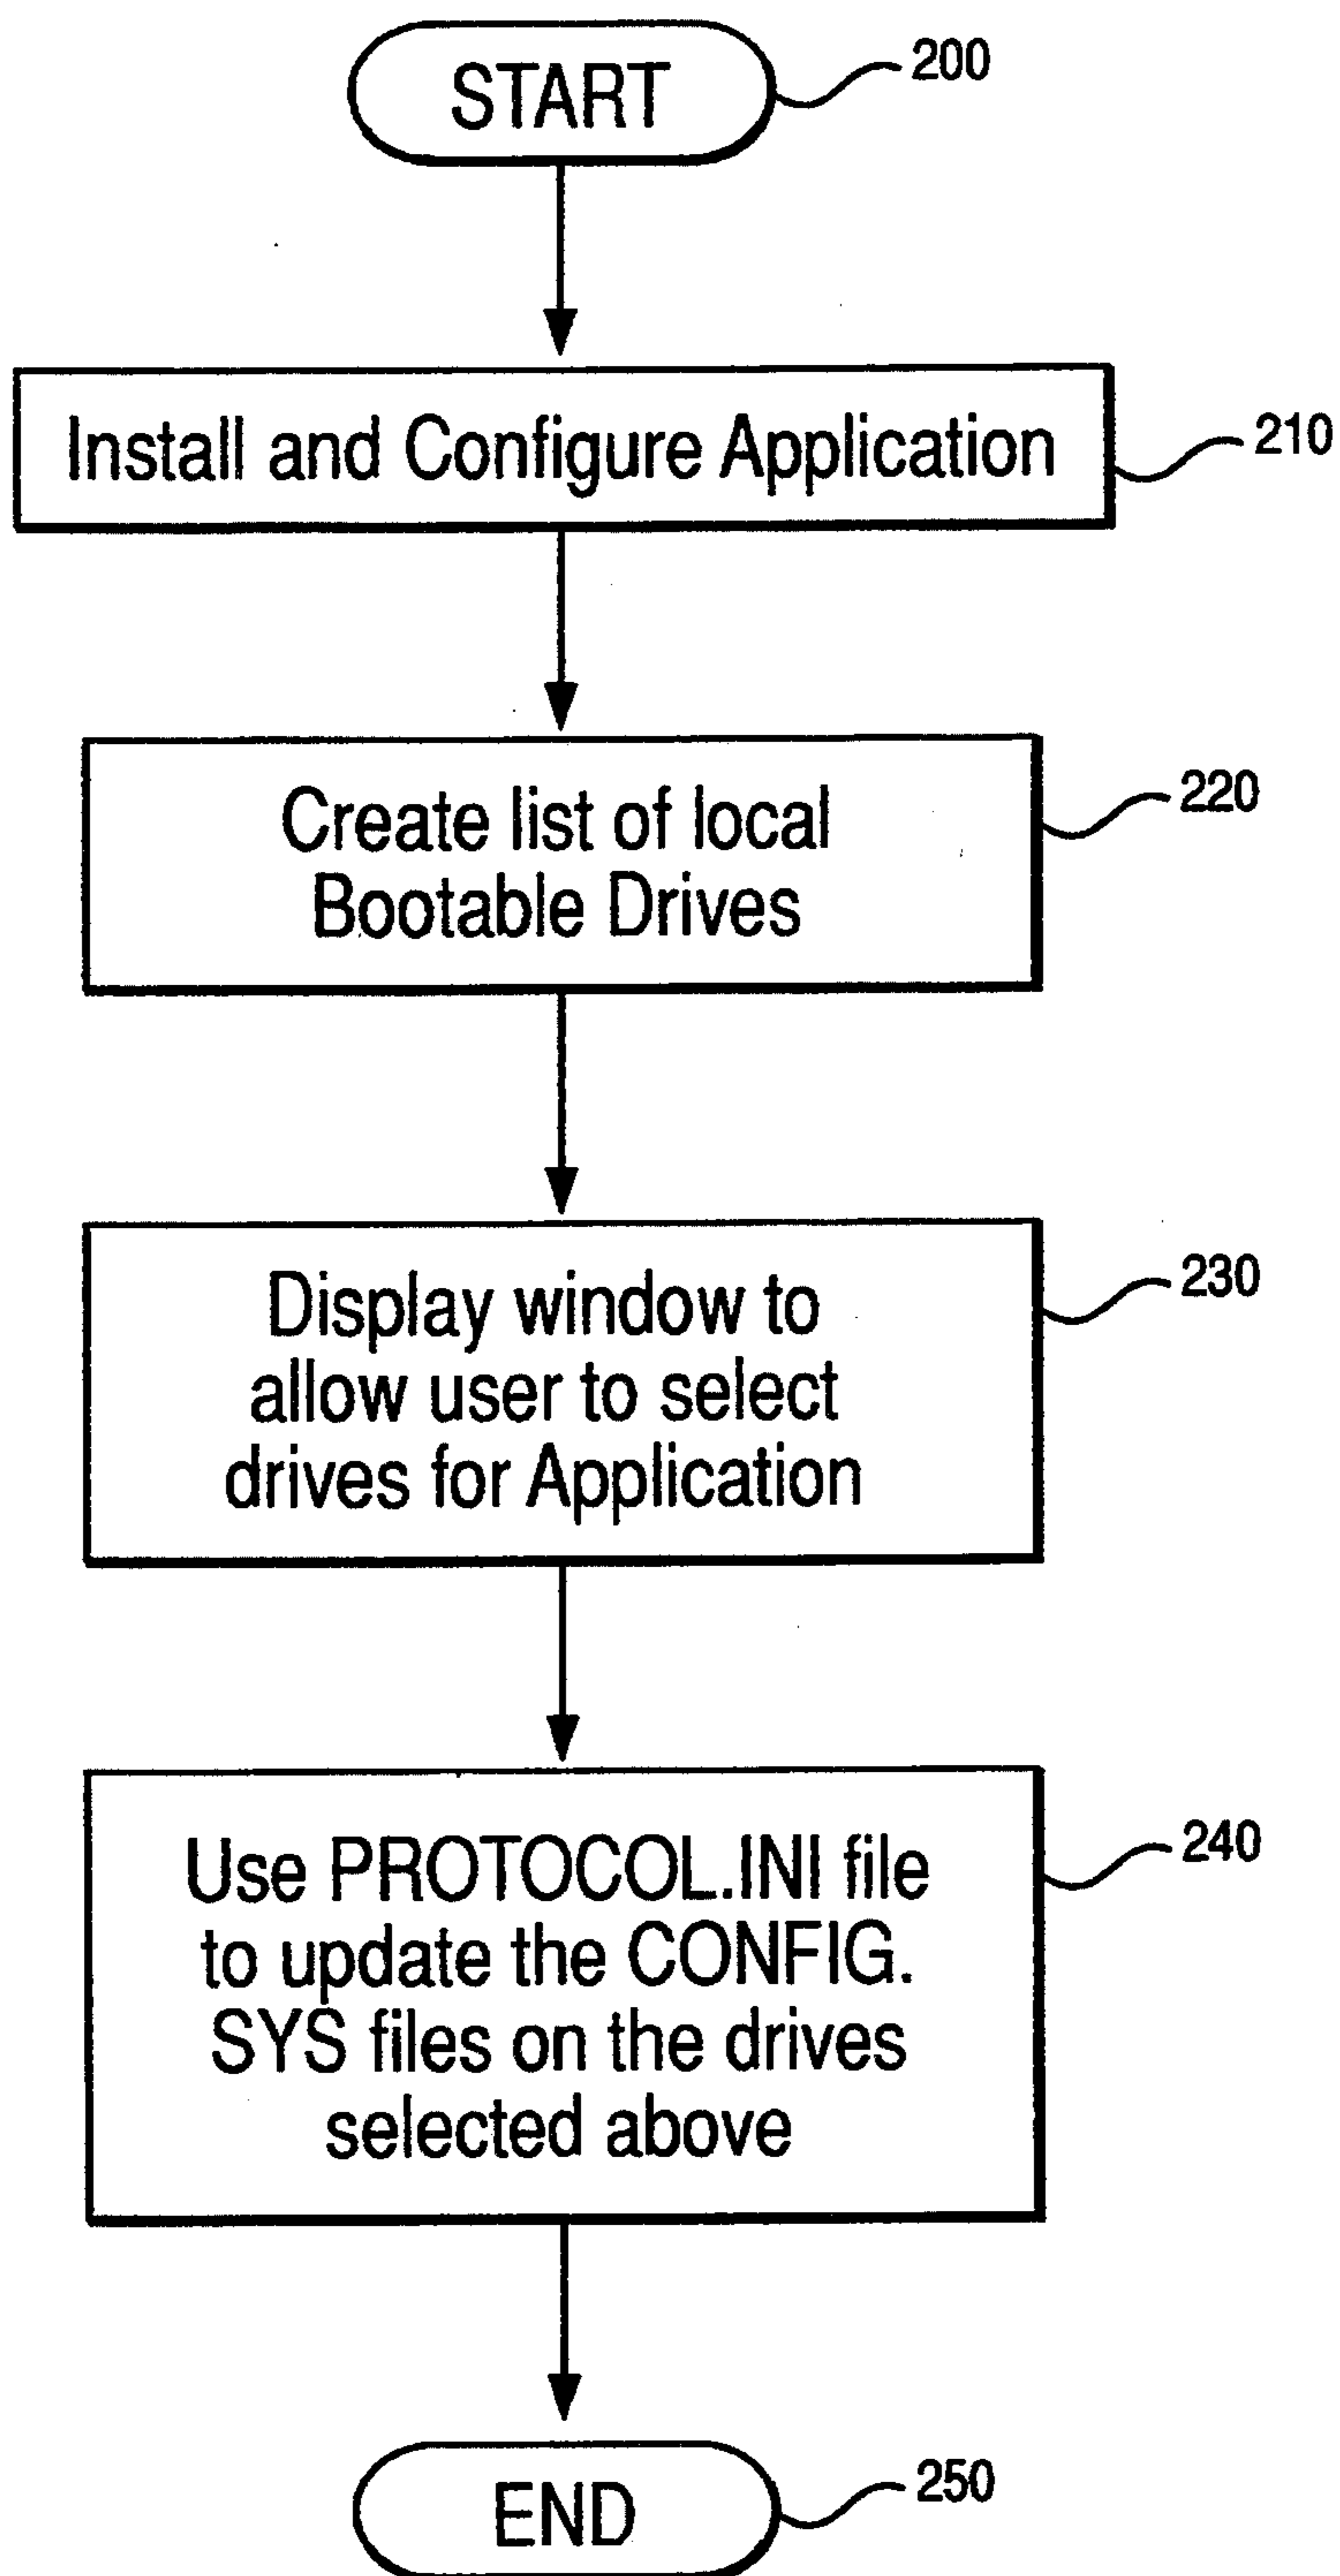 START
200
Install and Configure Application
210
Create list of local
Bootable Drives
220
Display window to
allow user to select
drives for Application
230
Use PROTOCOL.INI file
to update the CONFIG.
SYS files on the drives
selected above
240
END
250